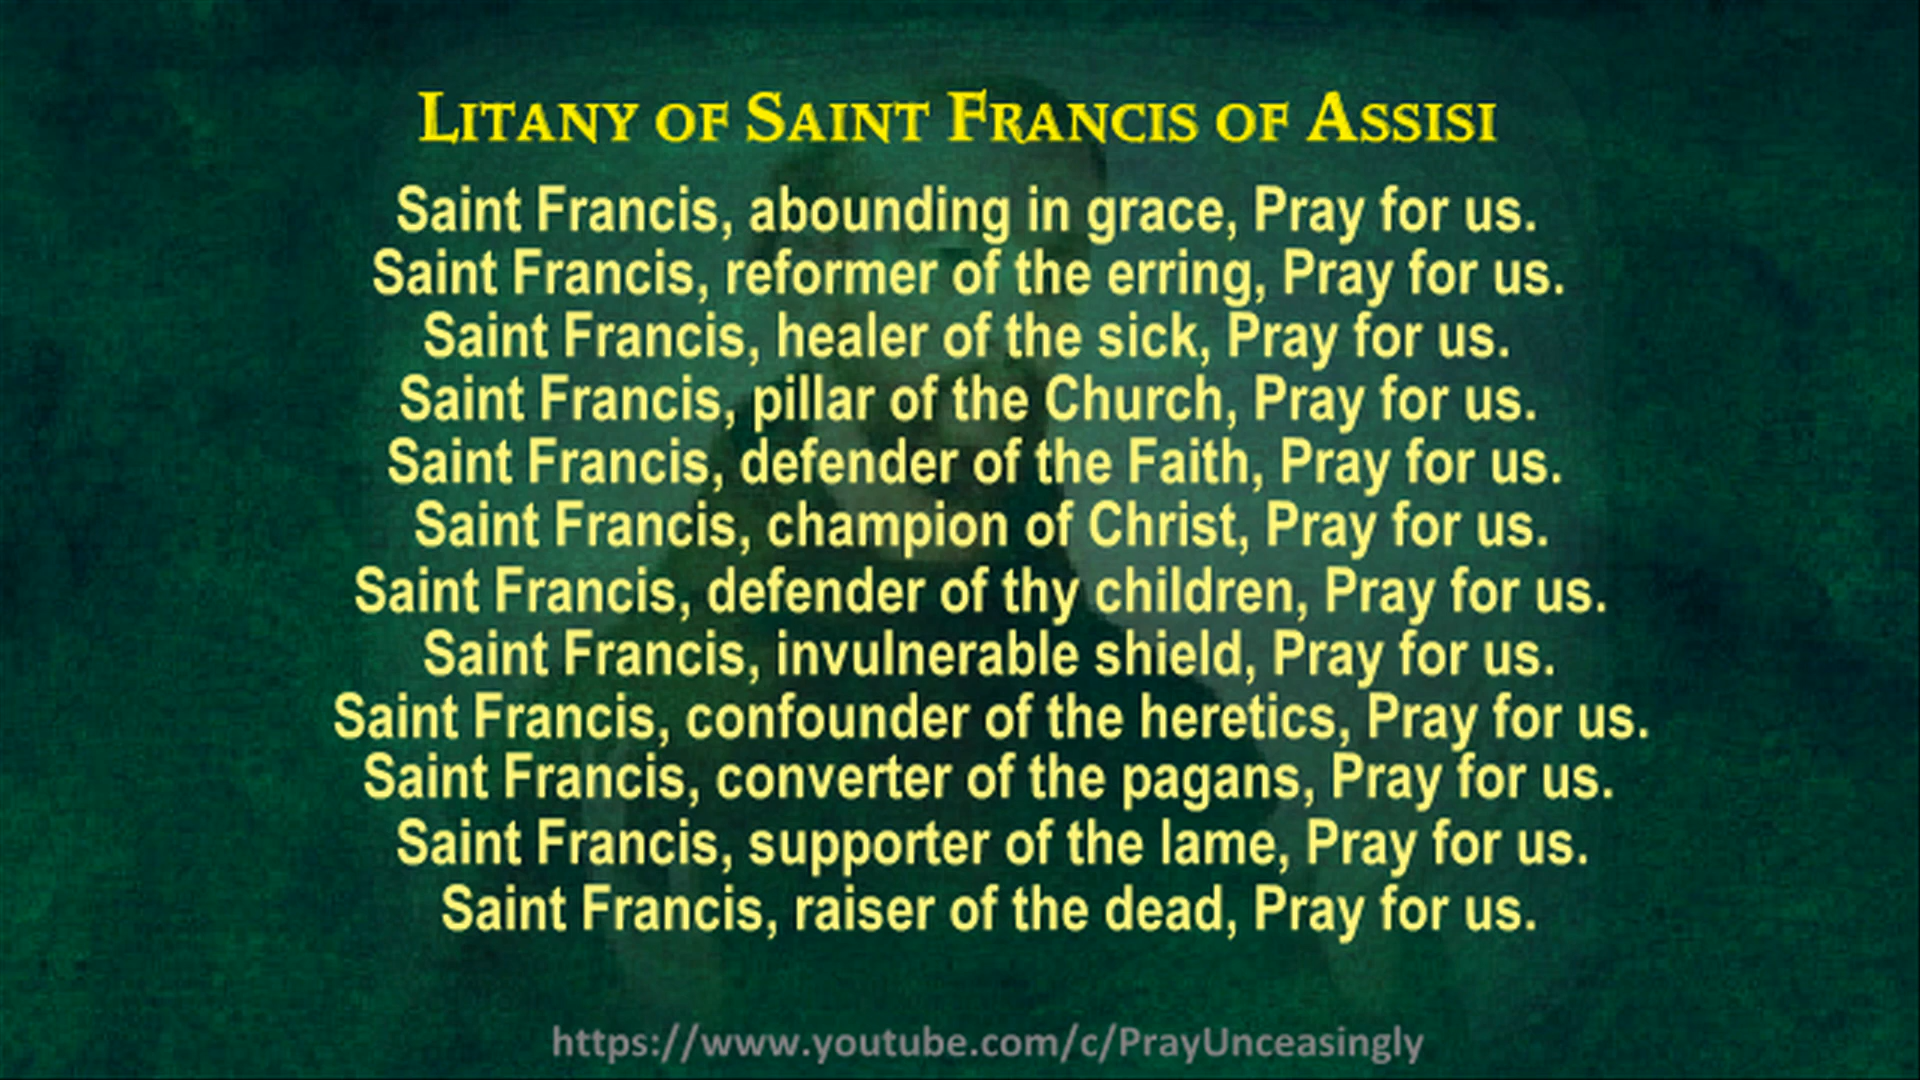 Litany of Saint Francis of Assisi
Saint Francis, abounding in grace, Pray for us.
Saint Francis, reformer of the erring, Pray for us.
Saint Francis, healer of the sick, Pray for us.
Saint Francis, pillar of the Church, Pray for us.
Saint Francis, defender of the Faith, Pray for us.
Saint Francis, champion of Christ, Pray for us.
Saint Francis, defender of thy children, Pray for us.
Saint Francis, invulnerable shield, Pray for us.
Saint Francis, confounder of the heretics, Pray for us.
Saint Francis, converter of the pagans, Pray for us.
Saint Francis, supporter of the lame, Pray for us.
Saint Francis, raiser of the dead, Pray for us.
https://www.youtube.com/c/PrayUnceasingly